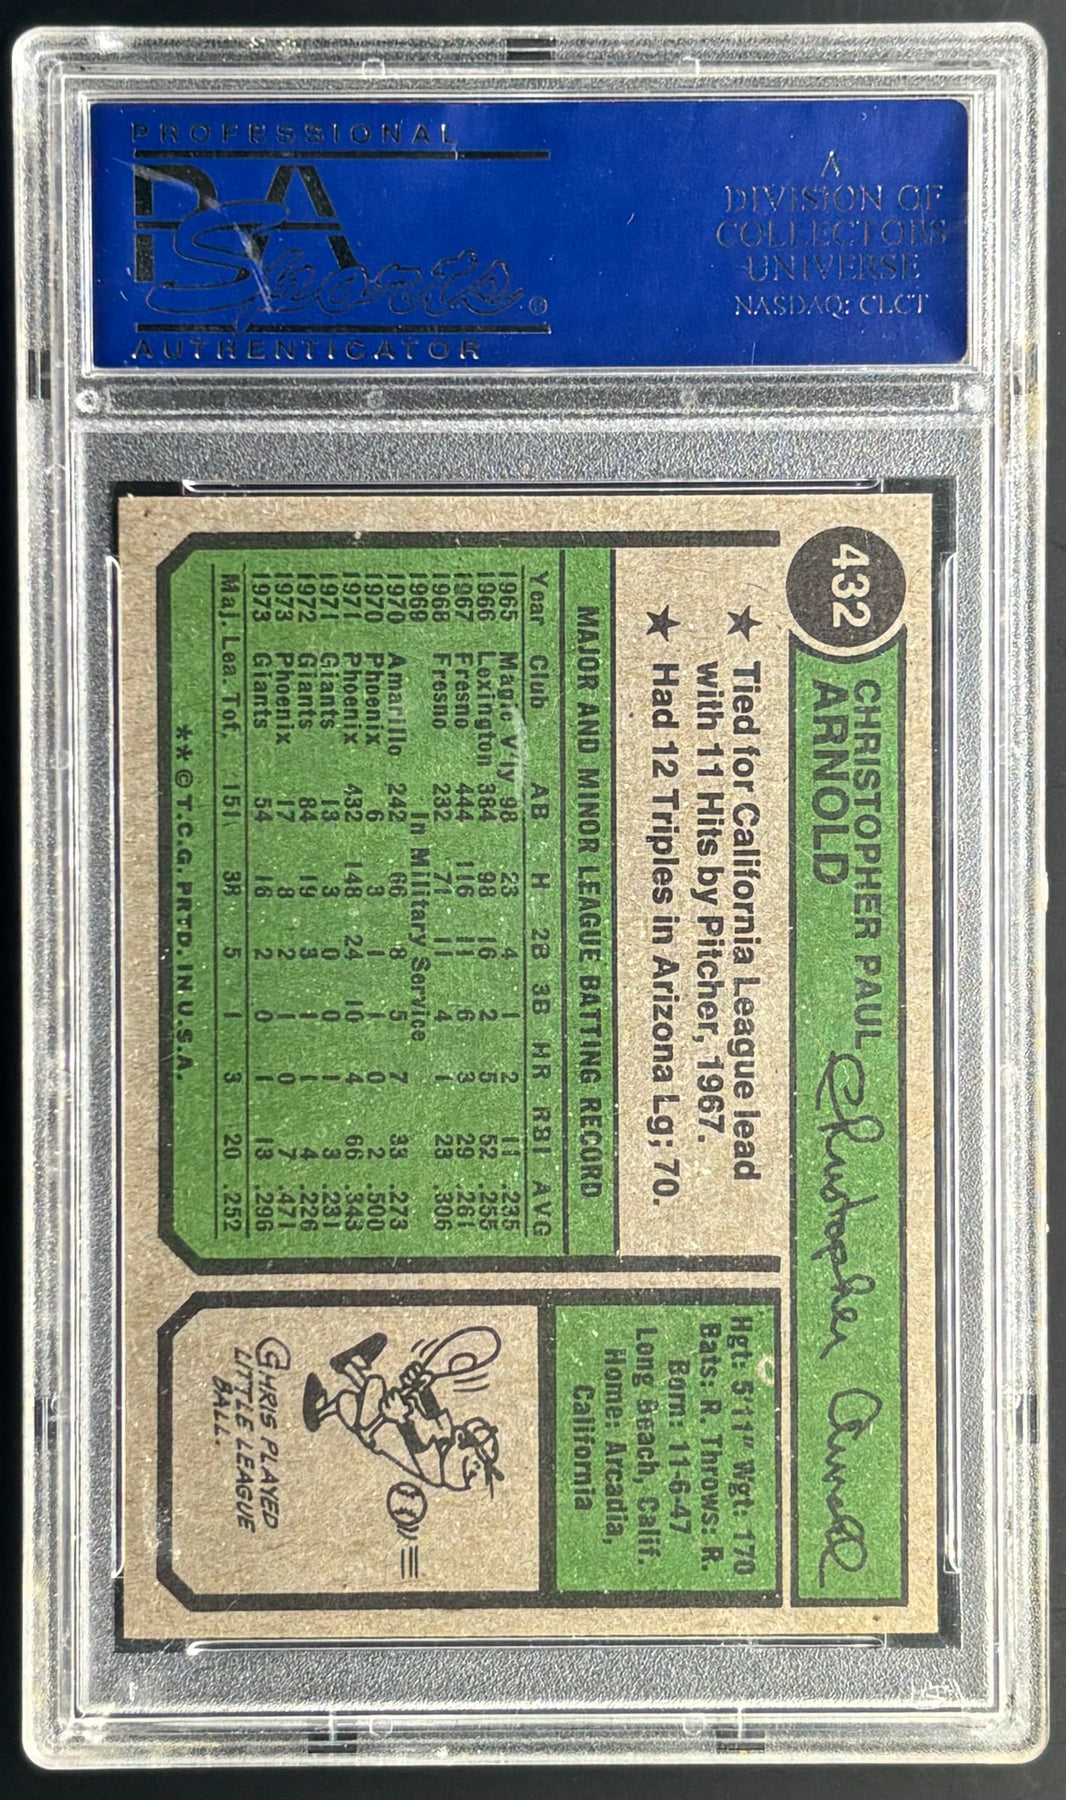 PROFESSIONAL
PSA
Sports®
AUTHENTICATOR
A
DIVISION OF
COLLECTORS
UNIVERSE
NASDAQ: CLCT
432
CHRISTOPHER PAUL
ARNOLD
Christopher Arnold
★ Tied for California League lead
with 11 Hits by Pitcher, 1967.
★ Had 12 Triples in Arizona Lg; 70.
MAJOR AND MINOR LEAGUE BATTING RECORD
Year Club AB H 2B 3B HR RBI AVG
1965 Magic Vly 98 23 4 1 2 11 .235
1966 Lexington 384 98 16 2 5 52 .255
1967 Fresno 444 116 11 6 3 29 .261
1968 Fresno 232 71 11 4 1 23 .306
1969 In Military Service
1970 Amarillo 242 66 8 5 7 33 .273
1970 Phoenix 6 3 1 1 0 2 .500
1971 Phoenix 432 148 24 10 4 66 .343
1971 Giants 13 3 0 0 1 3 .231
1972 Giants 84 19 3 1 1 4 .226
1973 Phoenix 17 8 2 1 0 7 .471
1973 Giants 54 16 2 0 1 13 .296
Maj. Lea. Tot. 151 38 5 1 3 20 .252
**©T.C.G. PRTD. IN U.S.A.
Hgt: 5'11" Wgt: 170
Bats: R. Throws: R.
Born: 11-6-47
Long Beach, Calif.
Home: Arcadia,
California
CHRIS PLAYED
LITTLE LEAGUE
BALL.